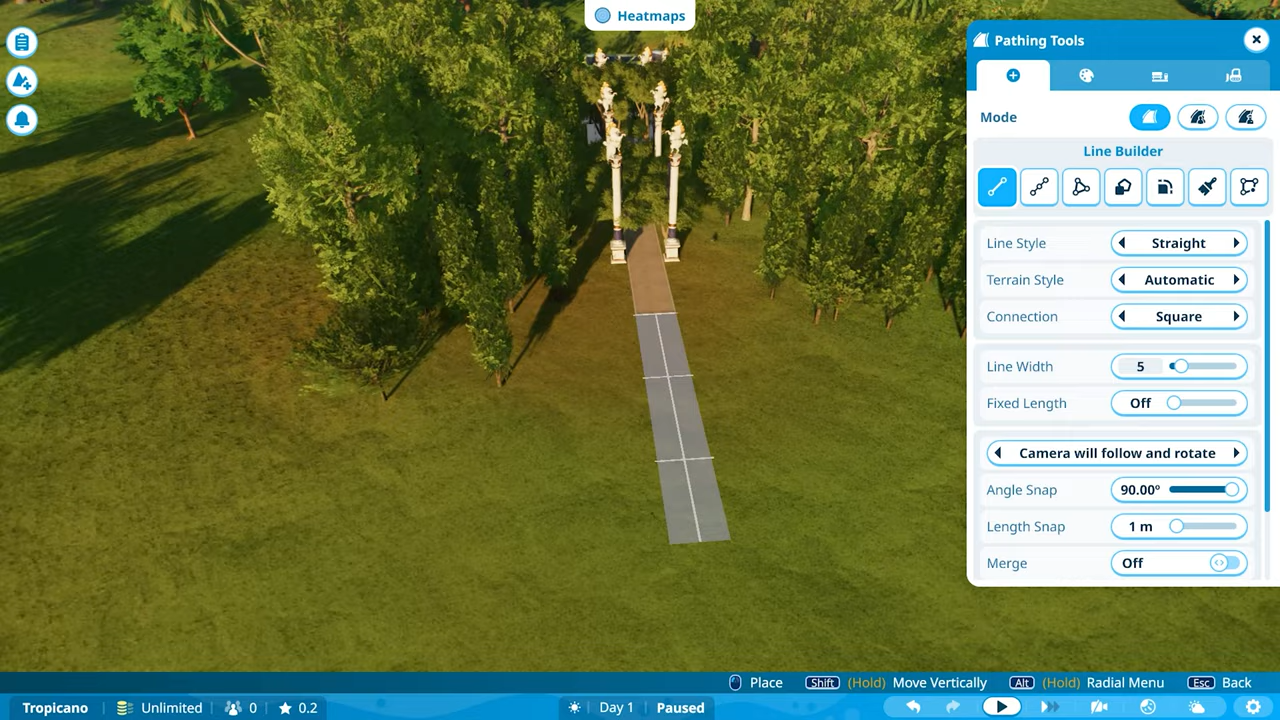 Heatmaps
Pathing Tools
Mode
Line Builder
Line Style Straight
Terrain Style Automatic
Connection Square
Line Width 5
Fixed Length Off
Camera will follow and rotate
Angle Snap 90.00°
Length Snap 1 m
Merge Off
Place Shift (Hold) Move Vertically Alt (Hold) Radial Menu Esc Back
Tropicano Unlimited 0 0.2 Day 1 Paused